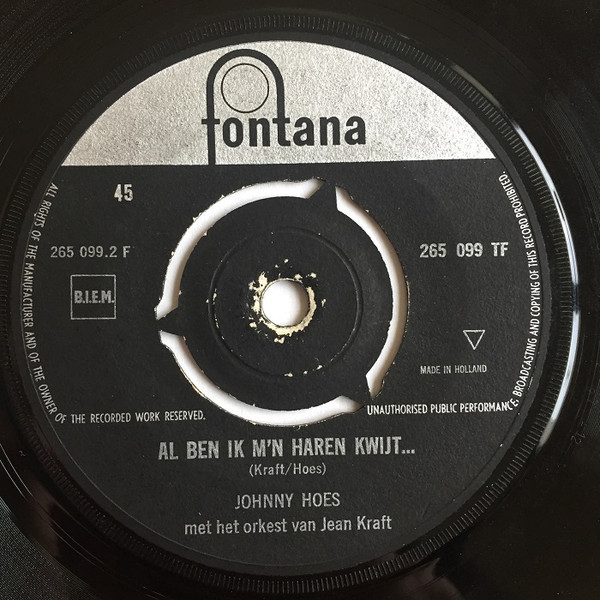 fontana
45
265 099.2 F
265 099 TF
B.I.E.M.
MADE IN HOLLAND
ALL RIGHTS OF THE MANUFACTURER AND OF THE OWNER OF THE RECORDED WORK RESERVED.
UNAUTHORISED PUBLIC PERFORMANCE, BROADCASTING AND COPYING OF THIS RECORD PROHIBITED.
AL BEN IK M'N HAREN KWIJT...
(Kraft/Hoes)
JOHNNY HOES
met het orkest van Jean Kraft